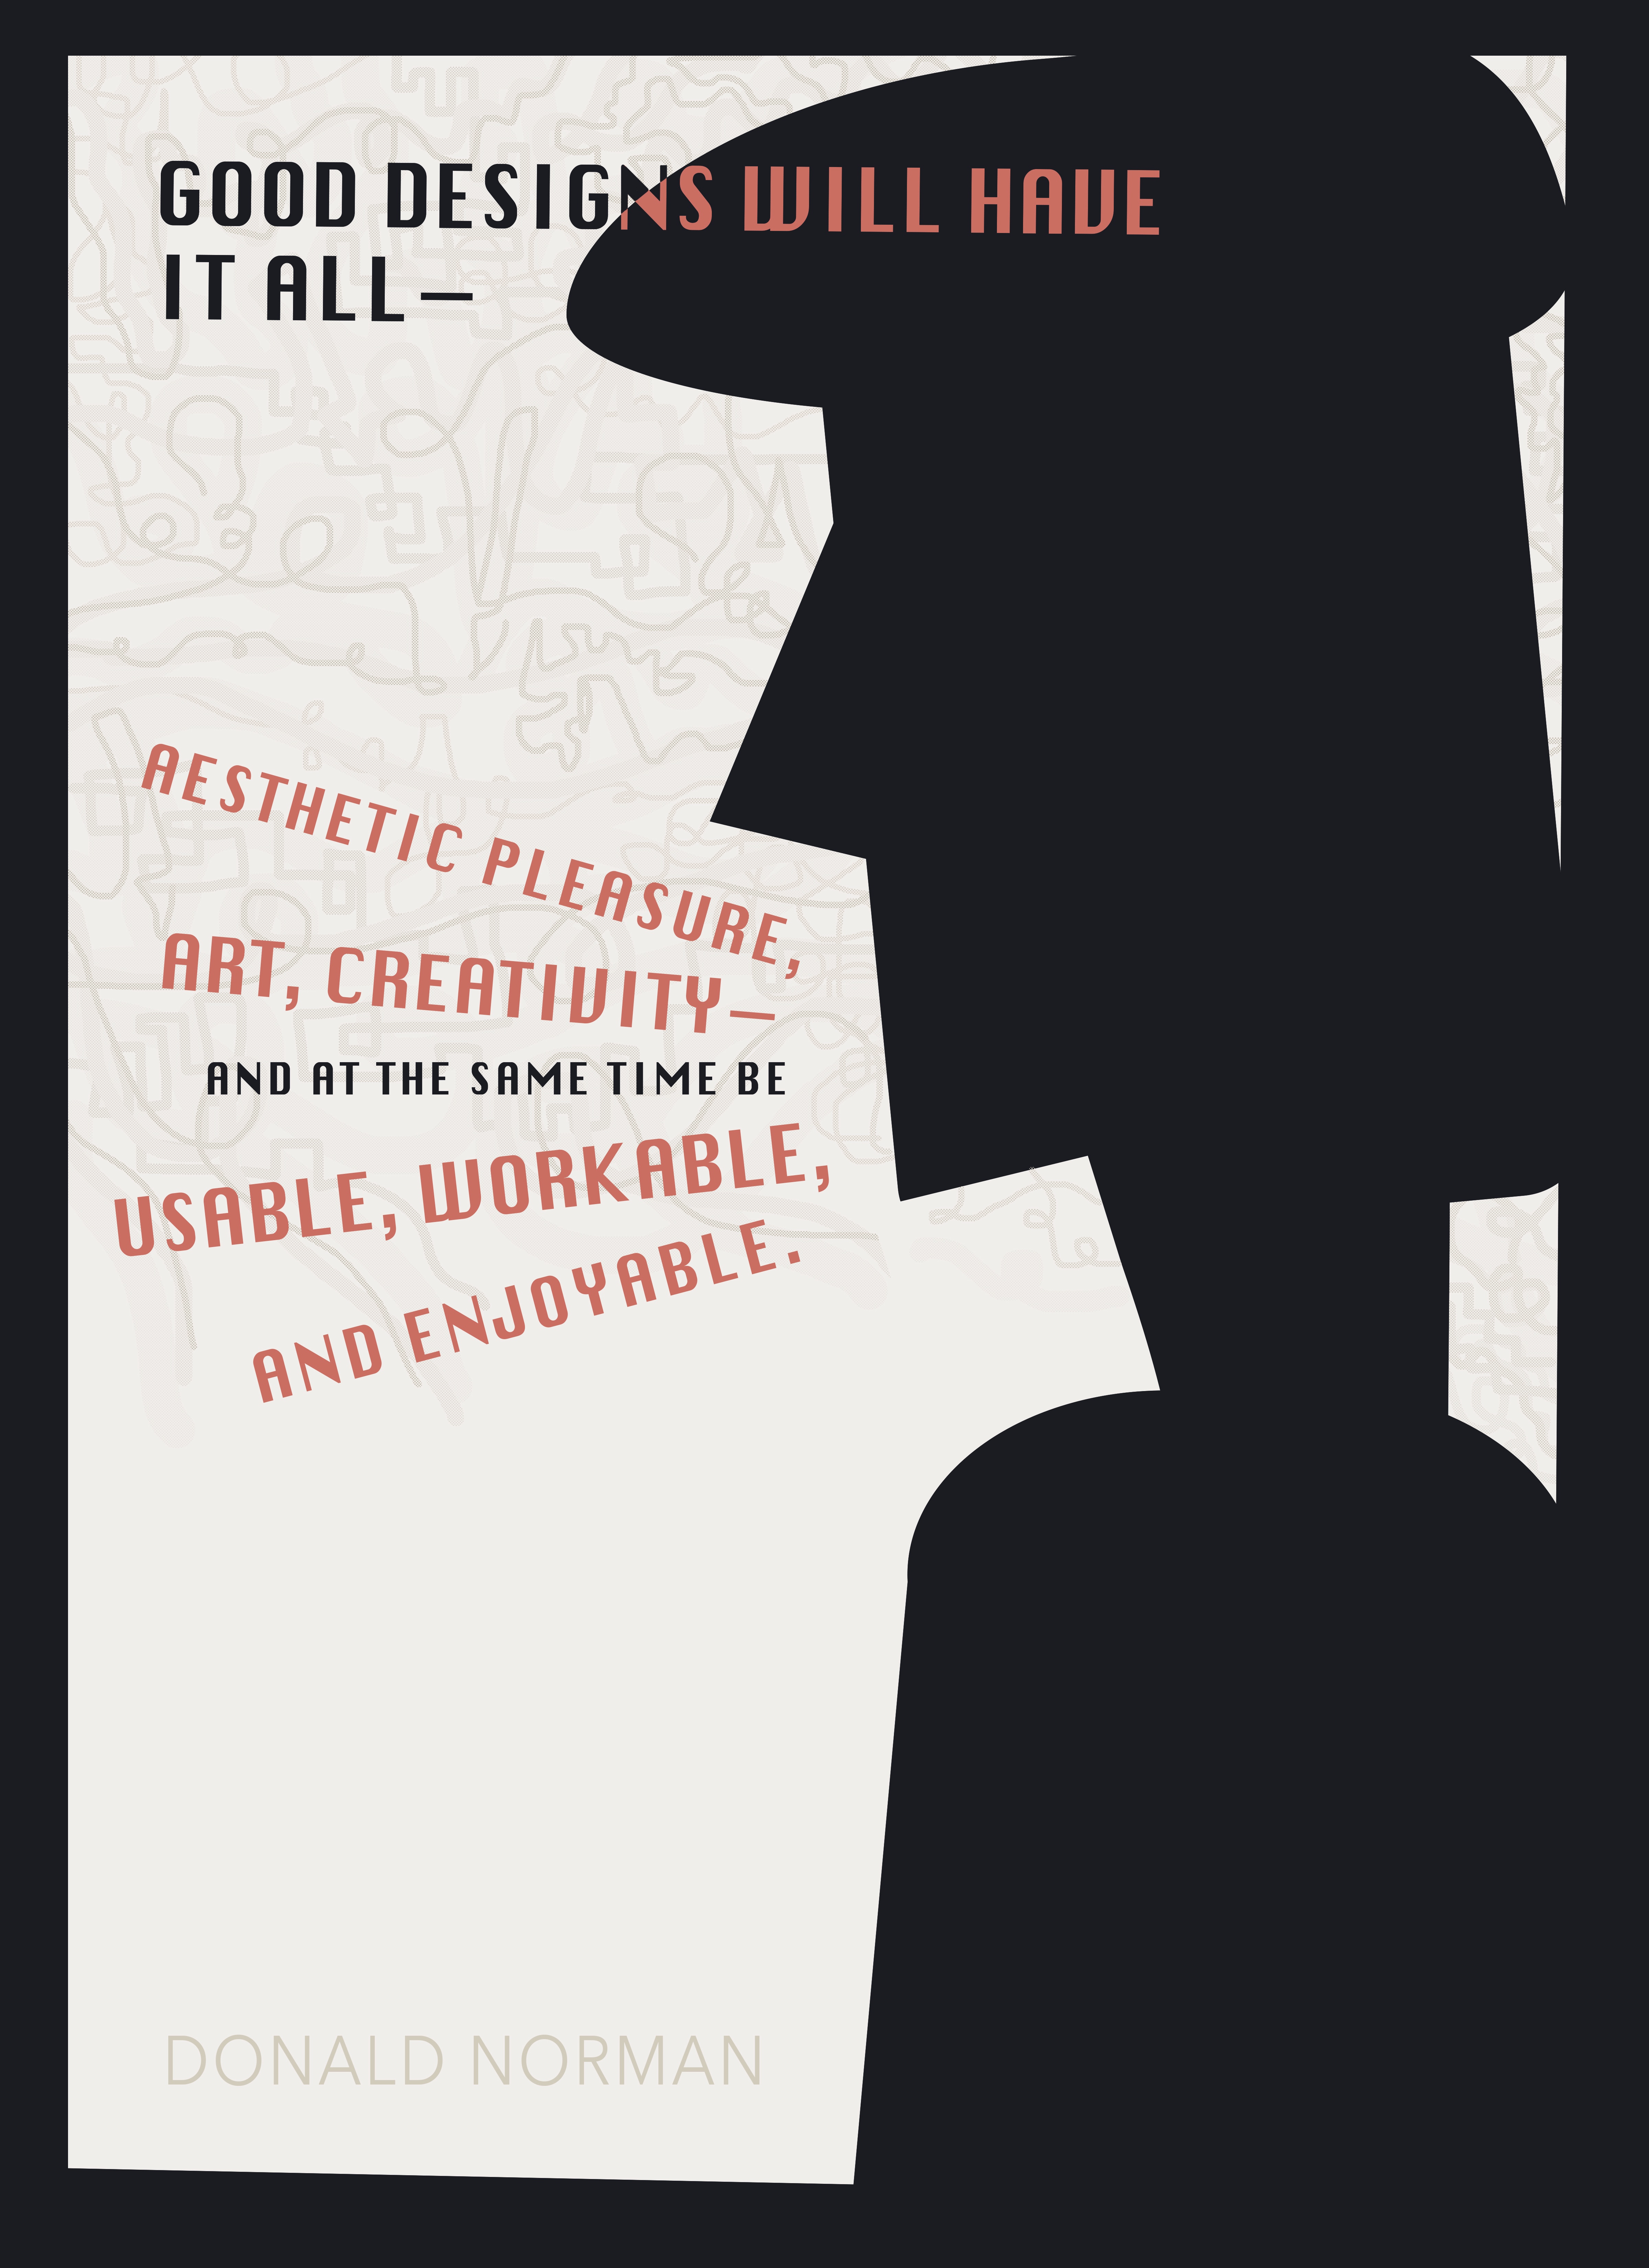 GOOD DESIGNS WILL HAVE
IT ALL —
AESTHETIC PLEASURE,
ART, CREATIVITY —
AND AT THE SAME TIME BE
USABLE, WORKABLE,
AND ENJOYABLE.
DONALD NORMAN